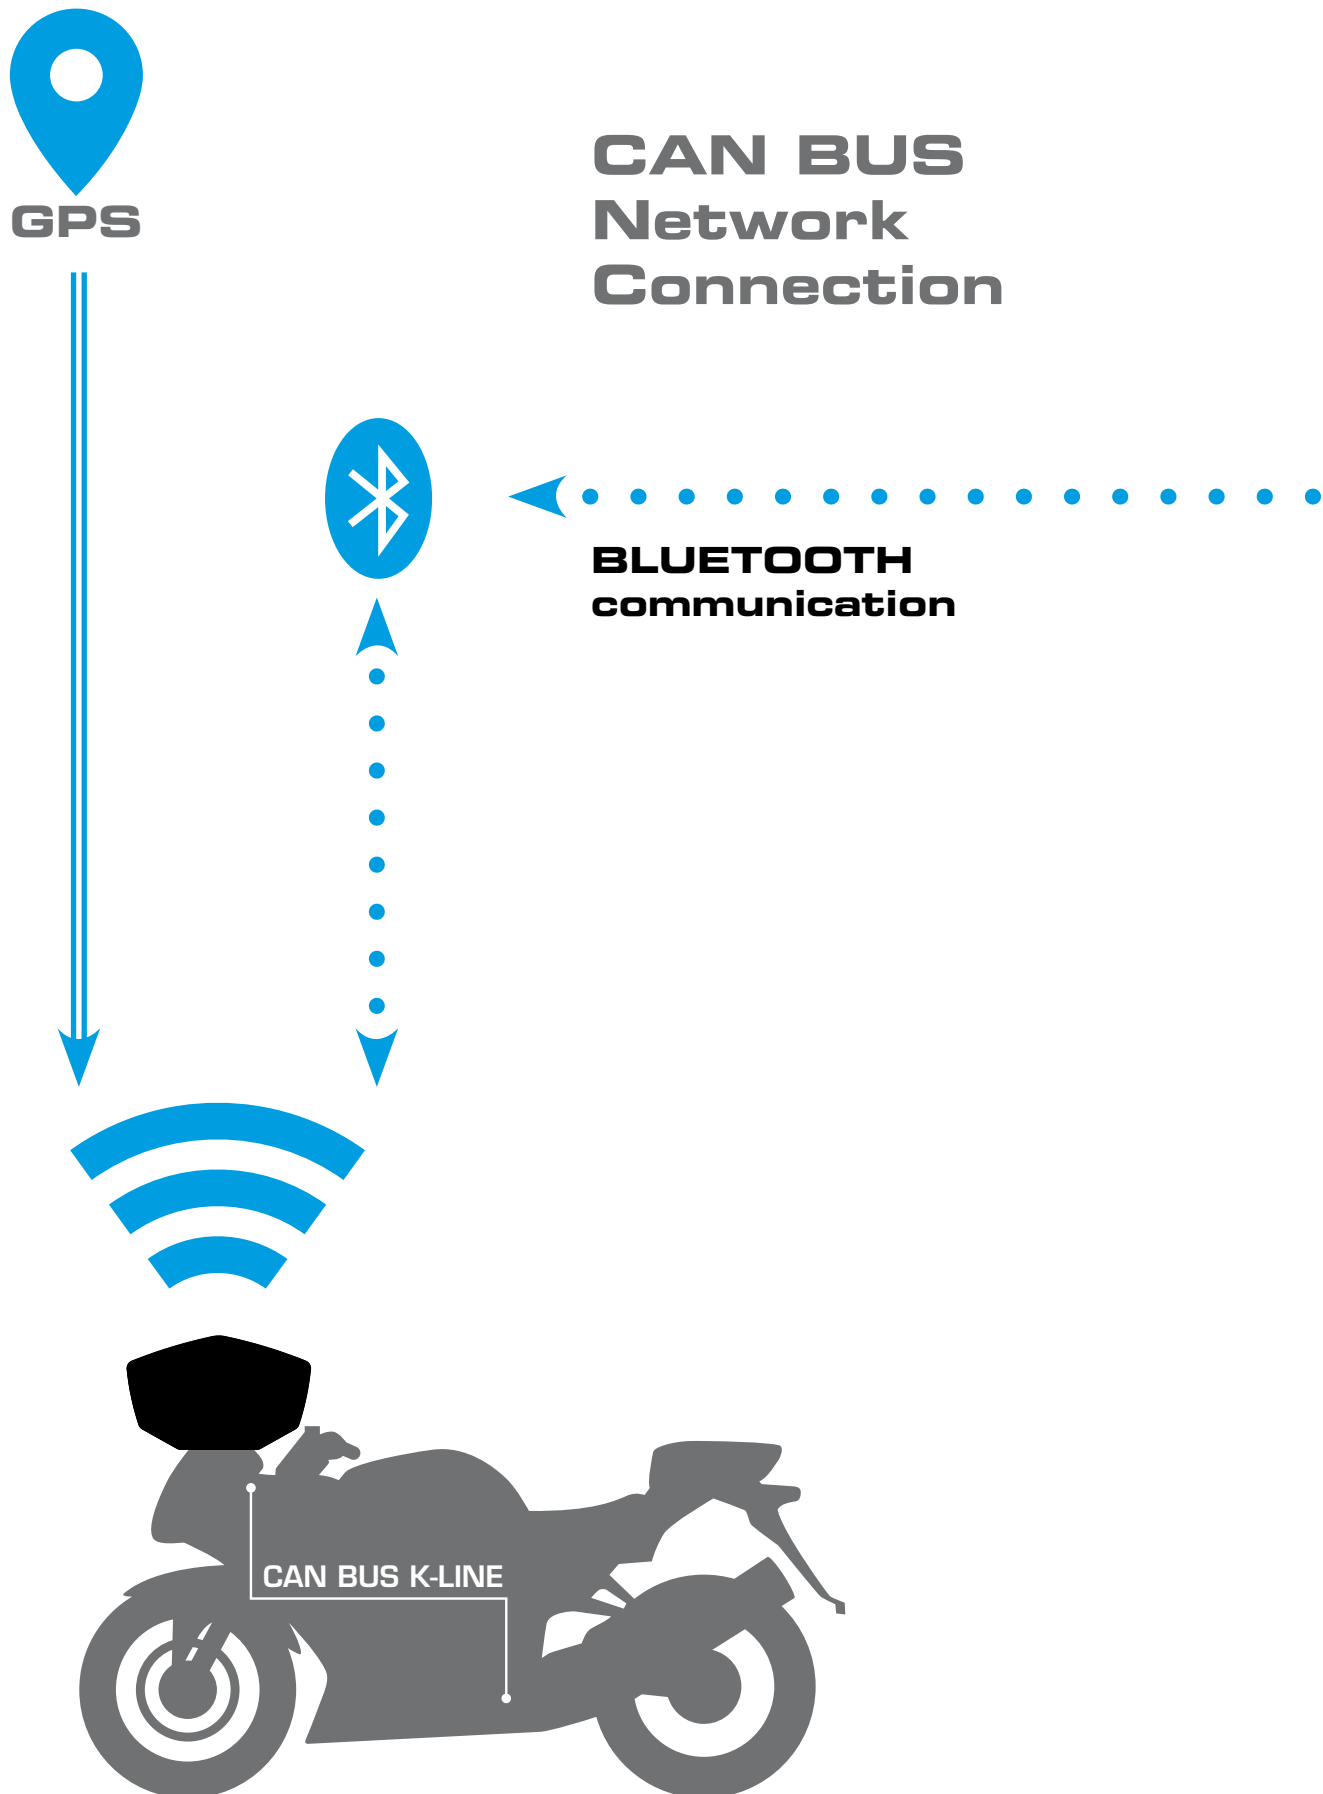 GPS
CAN BUS
Network
Connection
BLUETOOTH
communication
CAN BUS K-LINE